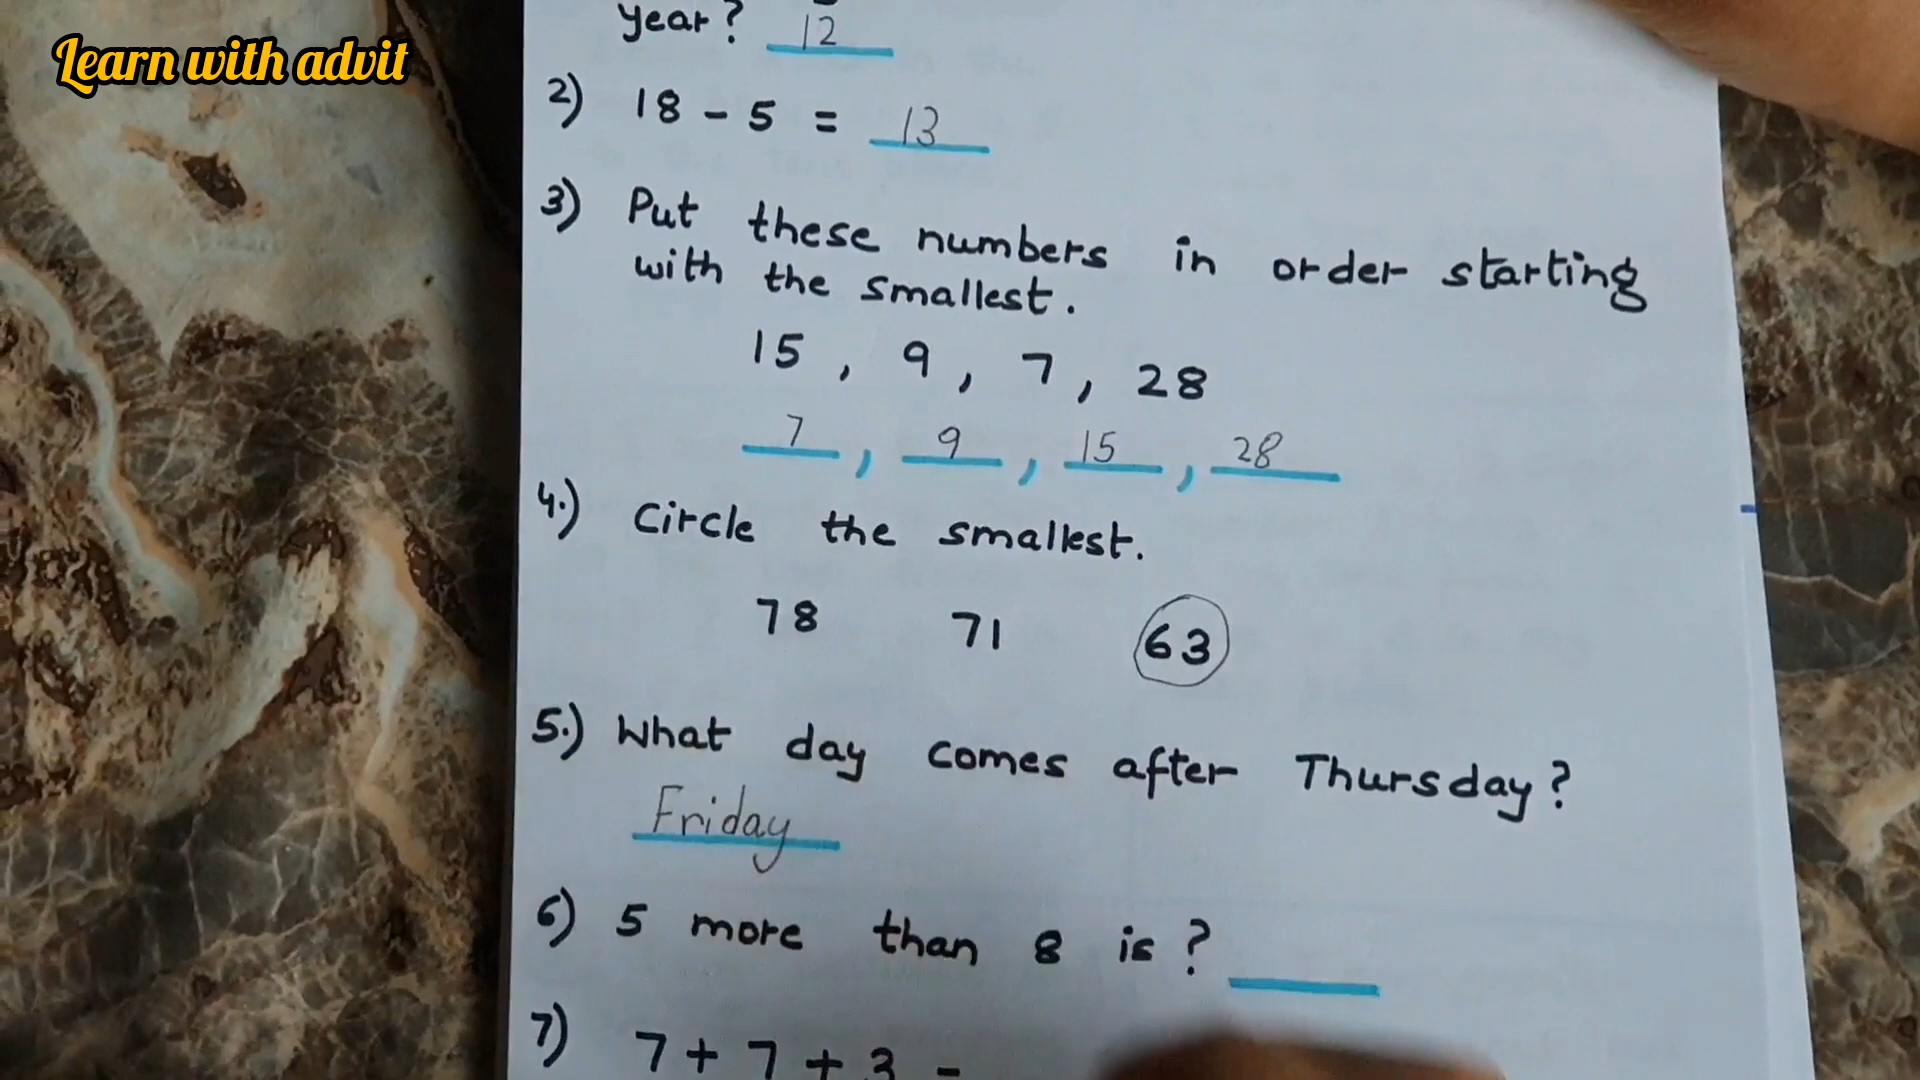 Learn with advit
year? 12
2) 18 - 5 = 13
3) Put these numbers in order starting
with the smallest.
15, 9, 7, 28
7, 9, 15, 28
4.) Circle the smallest.
78 71 63
5.) What day comes after Thursday?
Friday
6) 5 more than 8 is?
7) 7 + 7 + 3 =